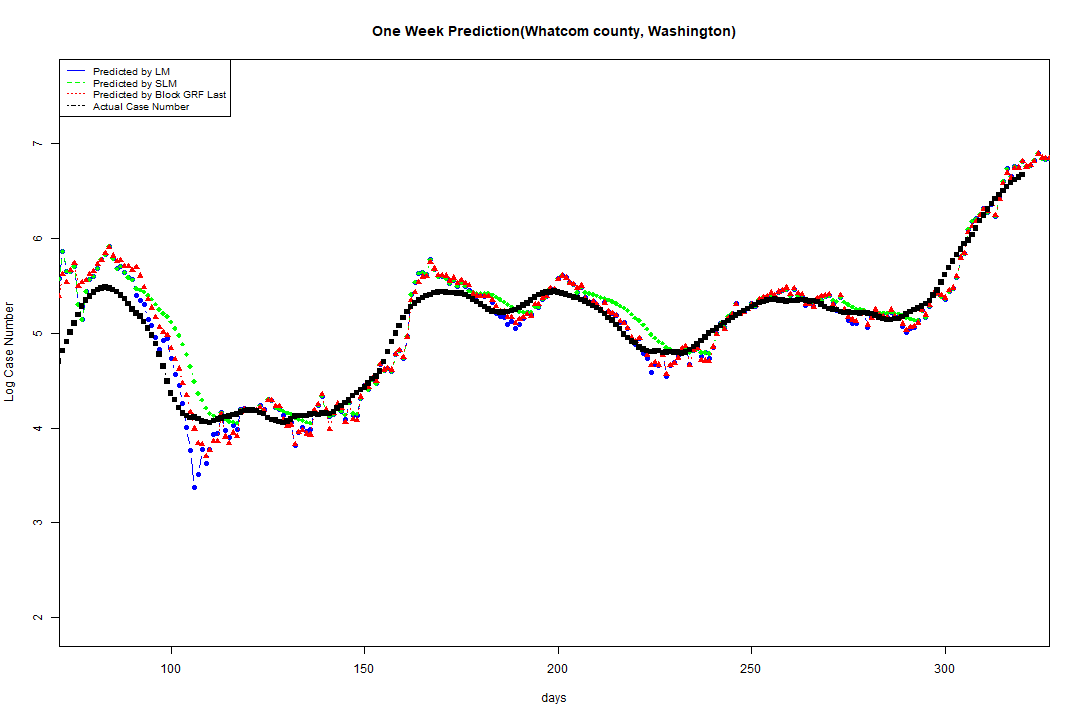 One Week Prediction(Whatcom county, Washington)
Predicted by LM
Predicted by SLM
Predicted by Block GRF Last
Actual Case Number
7
6
5
4
3
2
Log Case Number
100 150 200 250 300
days